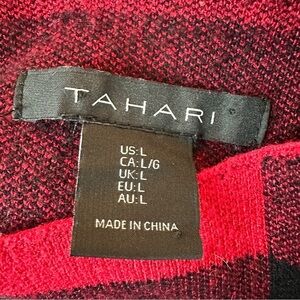 TAHARI
US: L
CA: L/G
UK: L
EU: L
AU: L
MADE IN CHINA